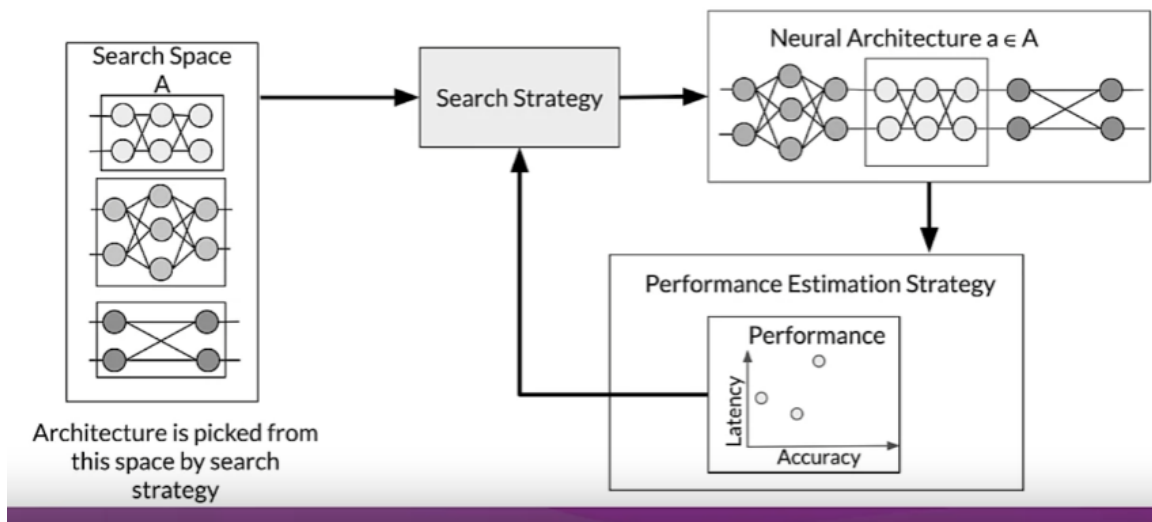 Search Space
A
Architecture is picked from
this space by search
strategy
Search Strategy
Neural Architecture a ∈ A
Performance Estimation Strategy
Performance
Latency
Accuracy